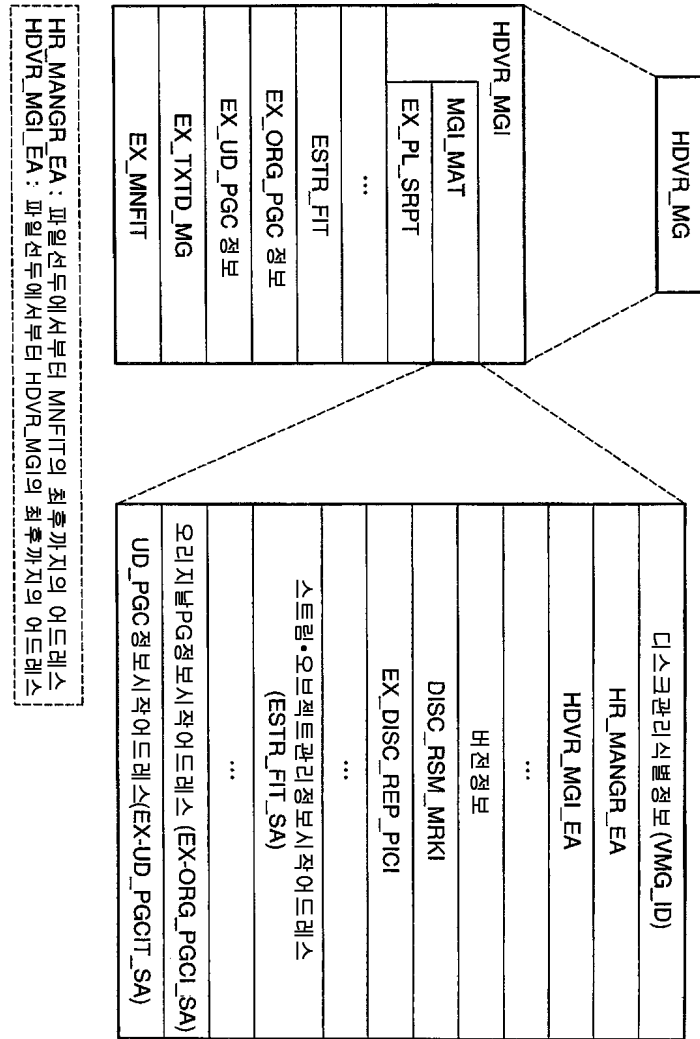 HDVR_MG
HDVR_MGI
MGI_MAT
EX_PL_SRPT
...
ESTR_FIT
EX_ORG_PGC 정보
EX_UD_PGC 정보
EX_TXTD_MG
EX_MNFIT
디스크관리식별정보 (VMG_ID)
HR_MANGR_EA
HDVR_MGI_EA
...
버전정보
DISC_RSM_MRKI
EX_DISC_REP_PICI
...
스트림•오브젝트관리정보시작어드레스
(ESTR_FIT_SA)
...
오리지날PG정보시작어드레스 (EX-ORG_PGCI_SA)
UD_PGC정보시작어드레스(EX-UD_PGCIT_SA)
HR_MANGR_EA : 파일선두에서부터 MNFIT의 최후까지의 어드레스
HDVR_MGI_EA : 파일선두에서부터 HDVR_MGI의 최후까지의 어드레스